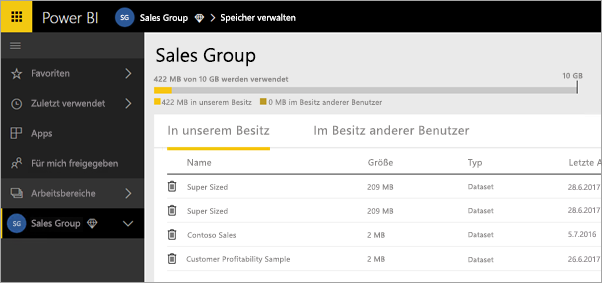 Power BI SG Sales Group > Speicher verwalten
Favoriten
Zuletzt verwendet
Apps
Für mich freigegeben
Arbeitsbereiche
SG Sales Group
Sales Group
422 MB von 10 GB werden verwendet 10 GB
422 MB in unserem Besitz 0 MB im Besitz anderer Benutzer
In unserem Besitz Im Besitz anderer Benutzer
Name Größe Typ Letzte A
Super Sized 209 MB Dataset 28.6.2017
Super Sized 209 MB Dataset 28.6.2017
Contoso Sales 2 MB Dataset 5.7.2016
Customer Profitability Sample 2 MB Dataset 26.6.2017